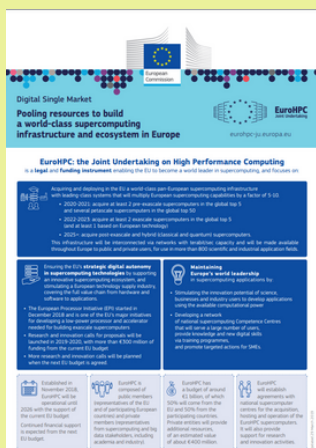 European
Commission
Digital Single Market
Pooling resources to build
a world-class supercomputing
infrastructure and ecosystem in Europe
EuroHPC
Joint Undertaking
eurohpc-ju.europa.eu
EuroHPC: the Joint Undertaking on High Performance Computing
is a legal and funding instrument enabling the EU to become a world leader in supercomputing, and focuses on:
Acquiring and deploying in the EU a world-class pan-European supercomputing infrastructure
with leading-class systems that will multiply European supercomputing capabilities by a factor of 5-10
• 2020-2021: acquire at least 2 pre-exascale supercomputers in the global top 5
and several petascale supercomputers in the global top 50
• 2022-2023: acquire at least 2 exascale supercomputers in the global top 5
(and at least 1 based on European technology)
• 2025+: acquire post-exascale and hybrid (classical and quantum) supercomputers.
This infrastructure will be interconnected via networks with terabit/sec capacity and will be made available
throughout Europe to public and private users, for use in more than 800 scientific and industrial application fields.
Ensuring the EU's strategic digital autonomy
in supercomputing technologies by supporting
an innovative supercomputing ecosystem, and
stimulating a European technology supply industry,
covering the full value chain from hardware and
software to applications
• The European Processor Initiative (EPI) started in
December 2018 and is one of the EU's major initiatives
for developing a low-power processor and accelerator
needed for building exascale supercomputers
• Research and innovation calls for proposals will be
launched in 2019-2020, with more than €300 million of
funding from the current EU budget
• More research and innovation calls will be planned
when the next EU budget is agreed.
Maintaining
Europe's world leadership
in supercomputing applications by:
• Stimulating the innovation potential of science,
businesses and industry users to develop applications
using the available computational power
• Developing a network
of national supercomputing Competence Centres
that will serve a large number of users,
provide knowledge and new digital skills
via training programmes,
and promote targeted actions for SMEs.
Established in
November 2018,
EuroHPC will be
operational until
2026 with the support of
the current EU budget.
Continued financial support
is expected from the next
EU budget.
EuroHPC is
composed of
public members:
representatives of the EU
and of participating European
countries) and private
members (representatives
from supercomputing and big
data stakeholders, including
academia and industry).
EuroHPC has
a budget of around
€1 billion, of which
50% will come from the
EU and 50% from the
participating countries.
Private entities will provide
additional resources,
of an estimated value
of about €400 million.
EuroHPC
will establish
agreements with
national supercomputer
centres for the acquisition,
hosting and operation of the
EuroHPC supercomputers.
It will also provide
support for research
and innovation activities.